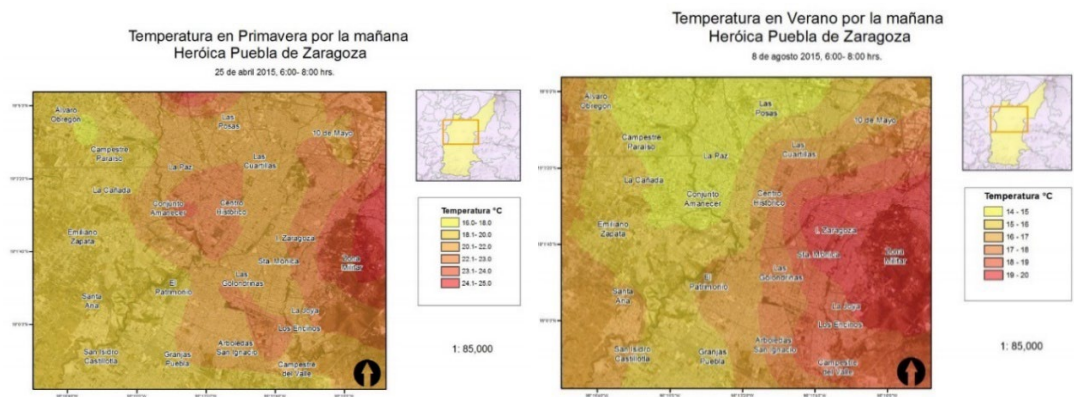 Temperatura en Primavera por la mañana
Heróica Puebla de Zaragoza
25 de abril 2015, 6:00- 8:00 hrs.
Alvaro
Obregon
Las
Posas
10 de Mayo
Campestre
Paraiso
La Paz
Las
Cuartillas
La Cañada
Conjunto
Amanecer
Centro
Histórico
Emiliano
Zapata
I. Zaragoza
Sta. Mónica
Zona
Militar
El
Patrimonio
Las
Golondrinas
Santa
Ana
La Joya
Los Encinos
San Isidro
Castillotla
Granjas
Puebla
Arboledas
San Ignacio
Campestre
del Valle
Temperatura °C
16.0- 18.0
18.1- 20.0
20.1- 22.0
22.1- 23.0
23.1- 24.0
24.1- 25.0
1: 85,000
Temperatura en Verano por la mañana
Heróica Puebla de Zaragoza
8 de agosto 2015, 6:00- 8:00 hrs.
Alvaro
Obregon
Las
Posas
10 de Mayo
Campestre
Paraiso
La Paz
Las
Cuartillas
La Cañada
Conjunto
Amanecer
Centro
Histórico
Emiliano
Zapata
I. Zaragoza
Sta. Mónica
Zona
Militar
El
Patrimonio
Las
Golondrinas
Santa
Ana
La Joya
Los Encinos
San Isidro
Castillotla
Granjas
Puebla
Arboledas
San Ignacio
Campestre
del Valle
Temperatura °C
14 - 15
15 - 16
16 - 17
17 - 18
18 - 19
19 - 20
1: 85,000